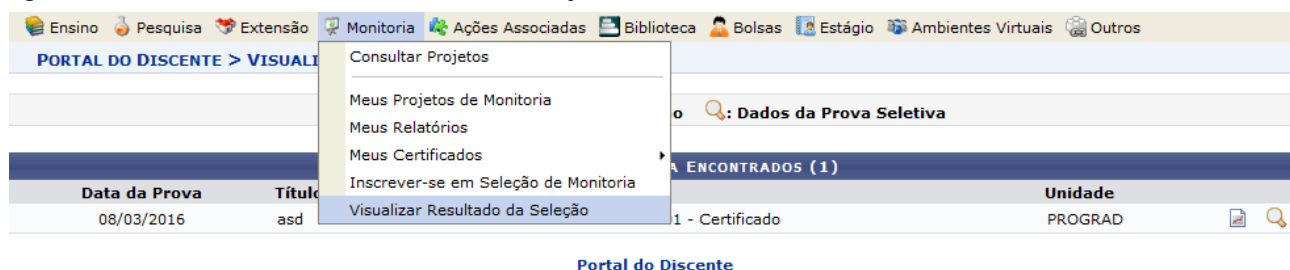 Ensino Pesquisa Extensão Monitoria Ações Associadas Biblioteca Bolsas Estágio Ambientes Virtuais Outros
PORTAL DO DISCENTE > VISUALI
Consultar Projetos
Meus Projetos de Monitoria
Meus Relatórios
Meus Certificados
Inscrever-se em Seleção de Monitoria
Visualizar Resultado da Seleção
o : Dados da Prova Seletiva
A ENCONTRADOS (1)
Data da Prova Título Unidade
08/03/2016 asd 01 - Certificado PROGRAD
Portal do Discente